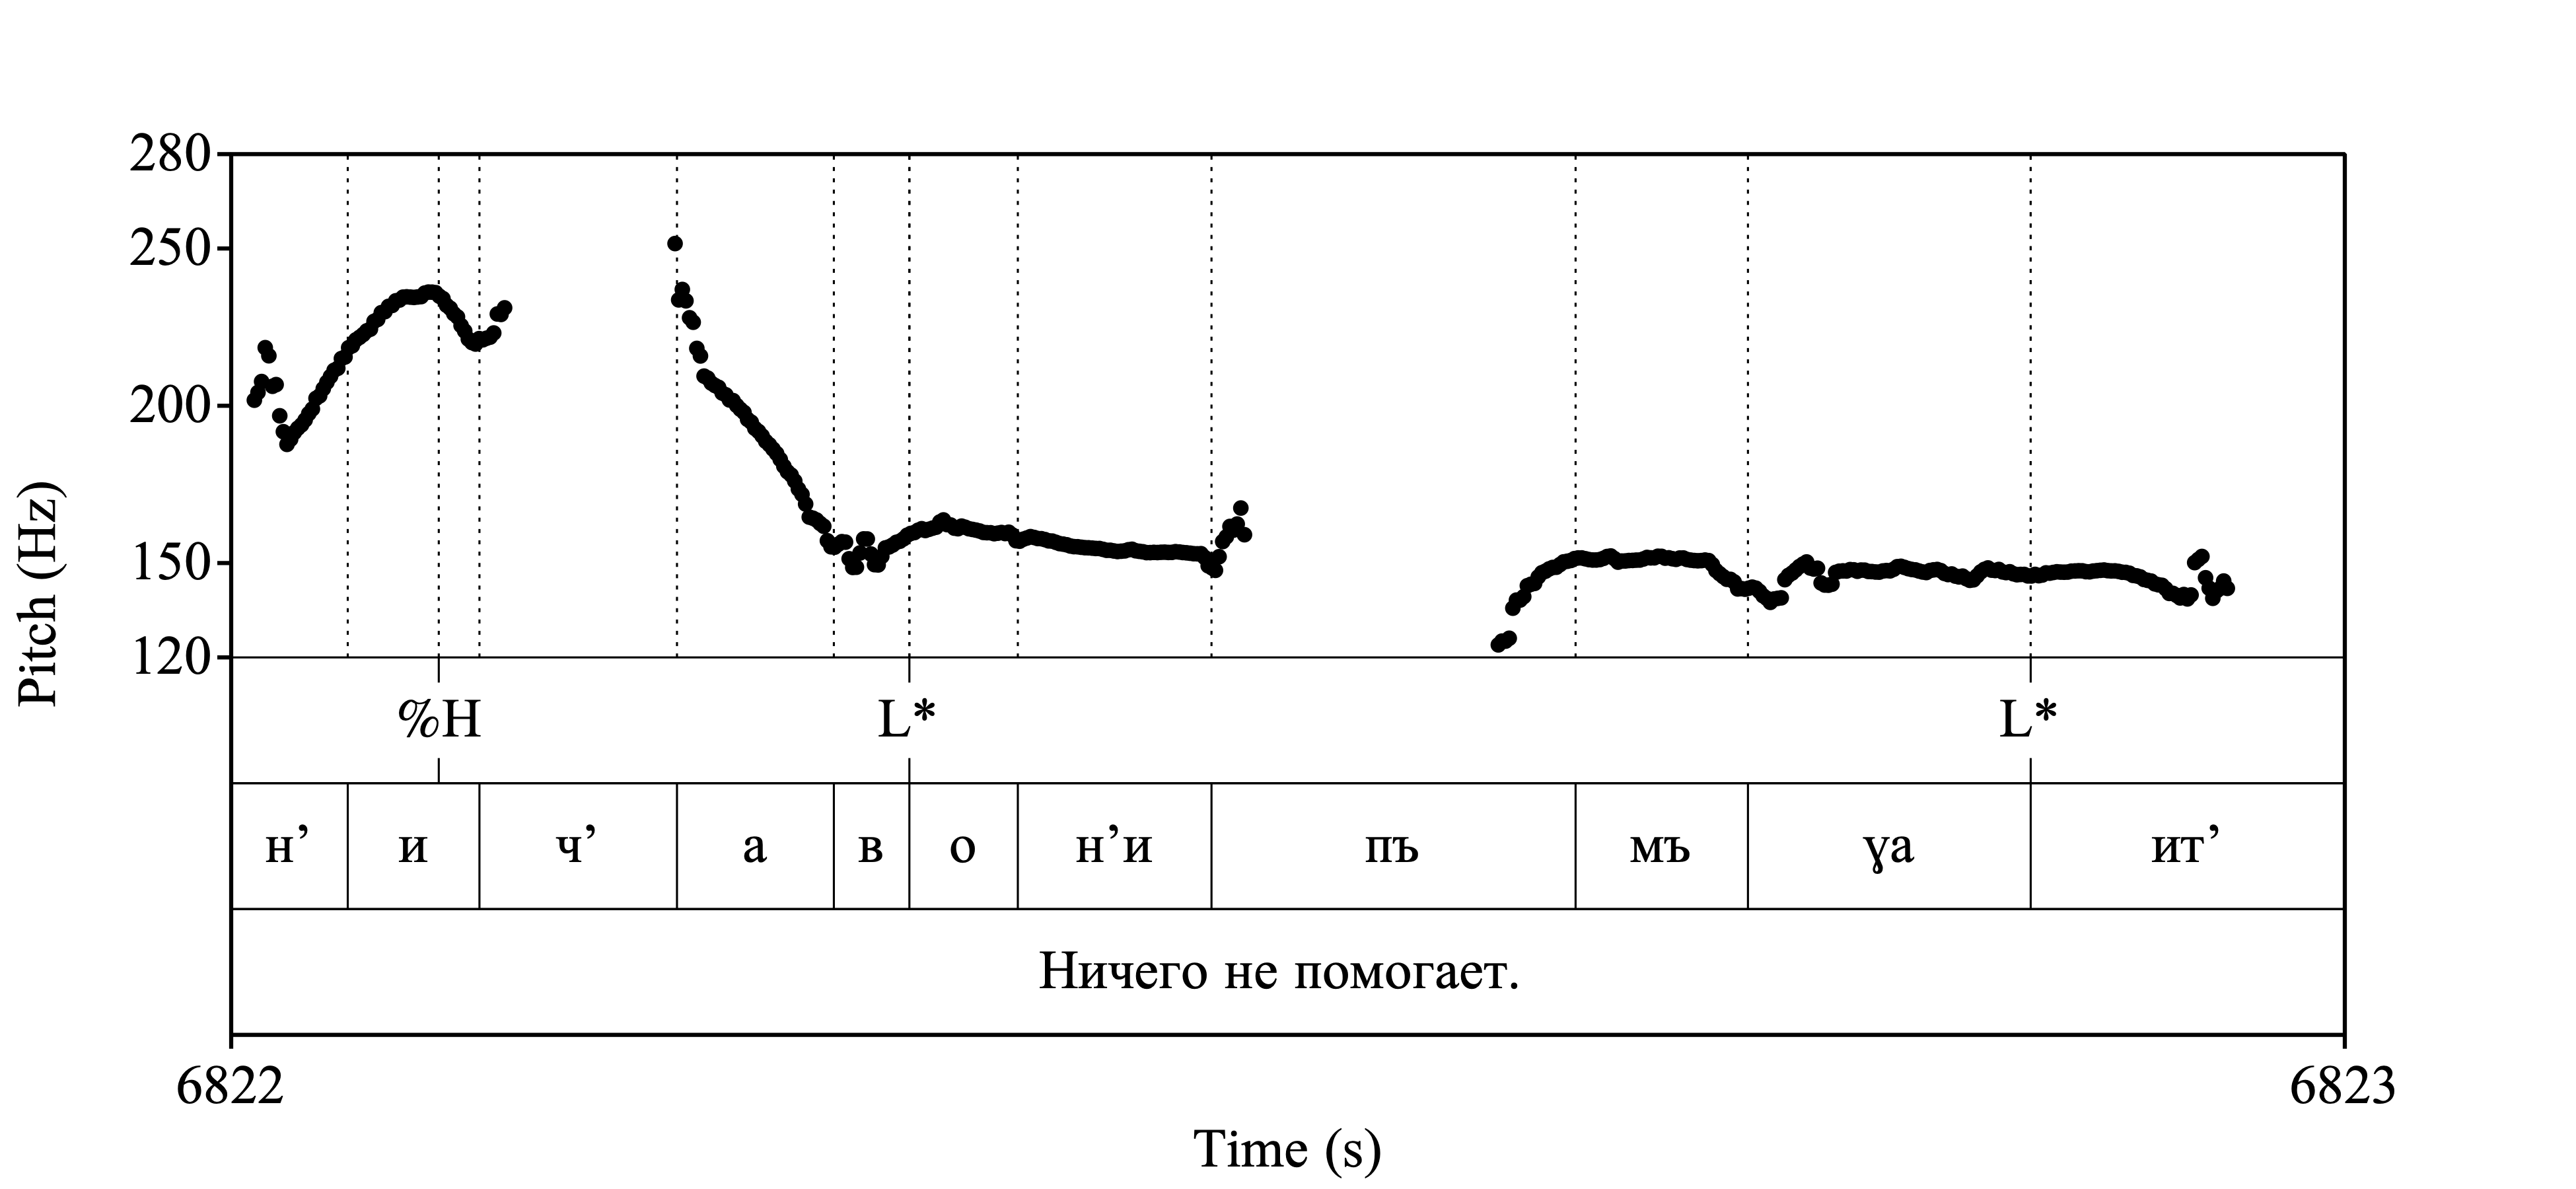 280
250
200
150
120
Pitch (Hz)
%H L* L*
н’ и ч’ а в о н’и пъ мъ ɣа ит’
Ничего не помогает.
6822 6823
Time (s)